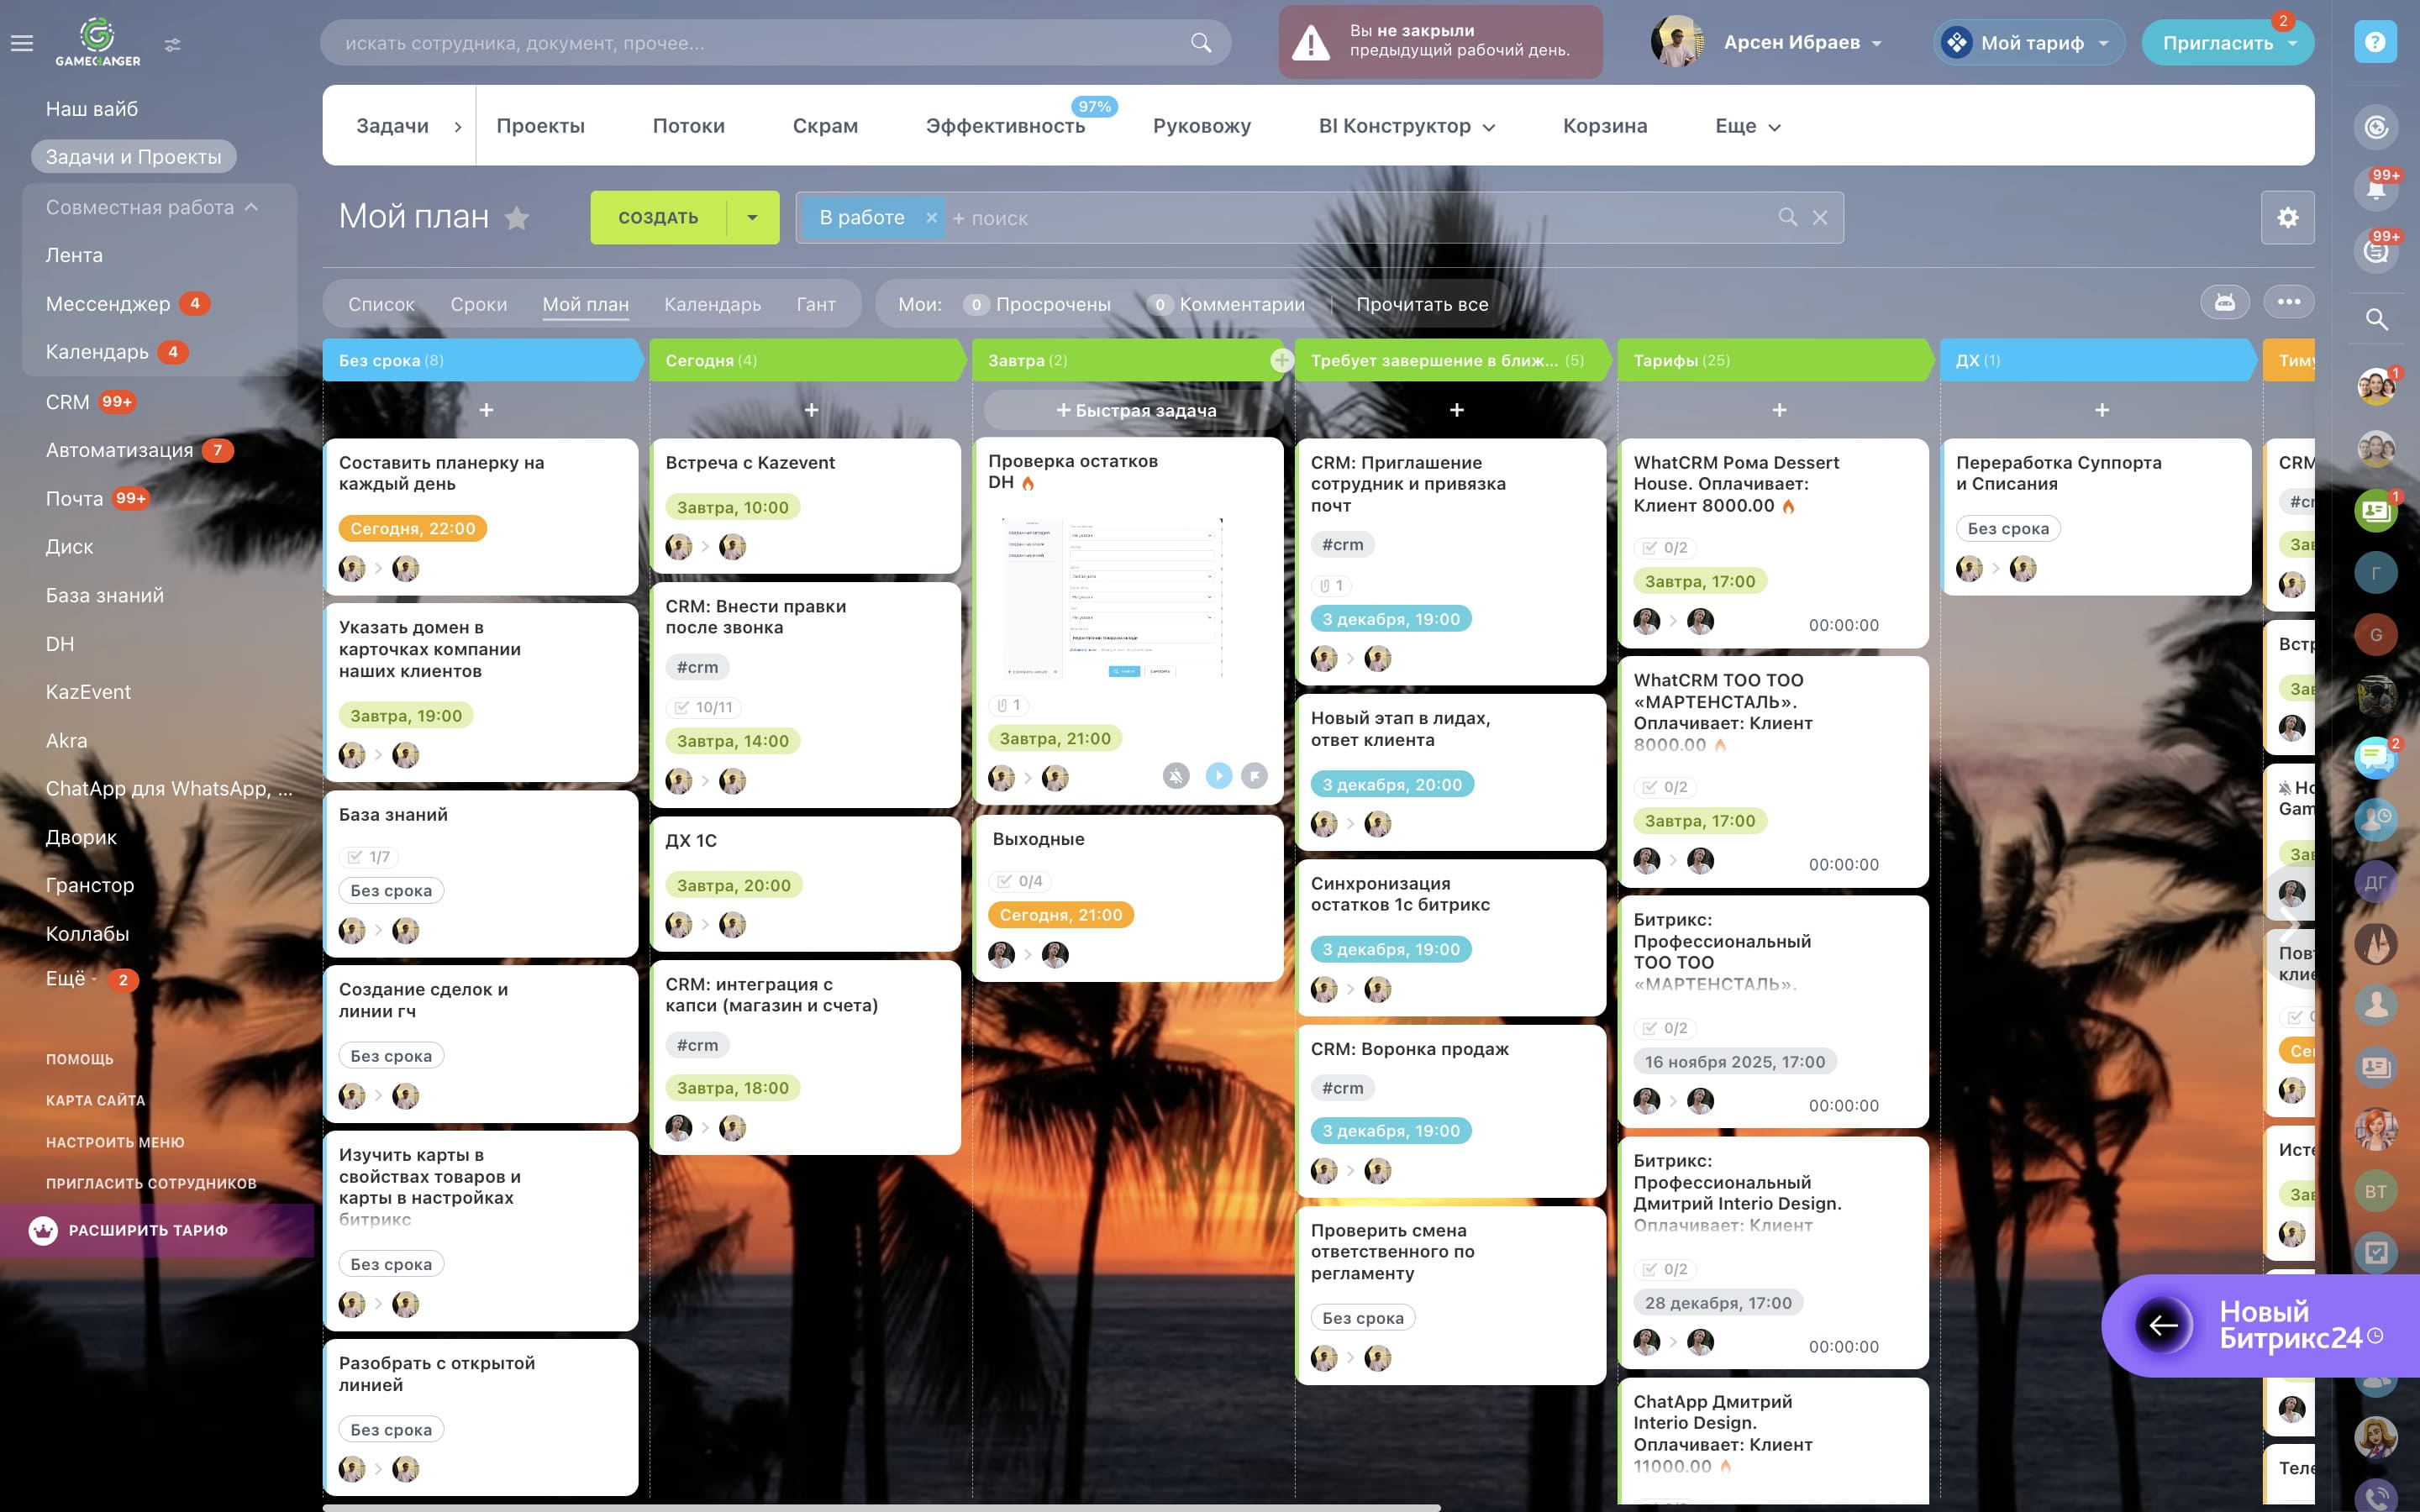 GAMECHANGER
искать сотрудника, документ, прочее...
Вы не закрыли
предыдущий рабочий день.
Арсен Ибраев
Мой тариф
Пригласить
2
Наш вайб
Задачи и Проекты
Совместная работа
Лента
Мессенджер 4
Календарь 4
CRM 99+
Автоматизация 7
Почта 99+
Диск
База знаний
DH
KazEvent
Akra
ChatApp для WhatsApp, ...
Дворик
Гранстор
Коллабы
Ещё 2
ПОМОЩЬ
КАРТА САЙТА
НАСТРОИТЬ МЕНЮ
ПРИГЛАСИТЬ СОТРУДНИКОВ
РАСШИРИТЬ ТАРИФ
Задачи Проекты Потоки Скрам Эффективность 97% Руковожу BI Конструктор Корзина Еще
Мой план
СОЗДАТЬ
В работе × + поиск
Список Сроки Мой план Календарь Гант
Мои: 0 Просрочены 0 Комментарии Прочитать все
Без срока (8)
Составить планерку на
каждый день
Сегодня, 22:00
Указать домен в
карточках компании
наших клиентов
Завтра, 19:00
База знаний
1/7
Без срока
Создание сделок и
линии гч
Без срока
Изучить карты в
свойствах товаров и
карты в настройках
битрикс
Без срока
Разобрать с открытой
линией
Без срока
Сегодня (4)
Встреча с Kazevent
Завтра, 10:00
CRM: Внести правки
после звонка
#crm
10/11
Завтра, 14:00
ДХ 1С
Завтра, 20:00
CRM: интеграция с
капси (магазин и счета)
#crm
Завтра, 18:00
Завтра (2)
+ Быстрая задача
Проверка остатков
DH
1
Завтра, 21:00
Выходные
0/4
Сегодня, 21:00
Требует завершение в ближ... (5)
CRM: Приглашение
сотрудник и привязка
почт
#crm
1
3 декабря, 19:00
Новый этап в лидах,
ответ клиента
3 декабря, 20:00
Синхронизация
остатков 1с битрикс
3 декабря, 19:00
CRM: Воронка продаж
#crm
3 декабря, 19:00
Проверить смена
ответственного по
регламенту
Без срока
Тарифы (25)
WhatCRM Рома Dessert
House. Оплачивает:
Клиент 8000.00
0/2
Завтра, 17:00
00:00:00
WhatCRM ТОО ТОО
«МАРТЕНСТАЛЬ».
Оплачивает: Клиент
8000.00
0/2
Завтра, 17:00
00:00:00
Битрикс:
Профессиональный
ТОО ТОО
«МАРТЕНСТАЛЬ».
0/2
16 ноября 2025, 17:00
00:00:00
Битрикс:
Профессиональный
Дмитрий Interio Design.
Оплачивает: Клиент
0/2
28 декабря, 17:00
00:00:00
ChatApp Дмитрий
Interio Design.
Оплачивает: Клиент
11000.00
ДХ (1)
Переработка Суппорта
и Списания
Без срока
CRM
99+
99+
1
1
Г
G
2
ДГ
ВТ
Новый
Битрикс24